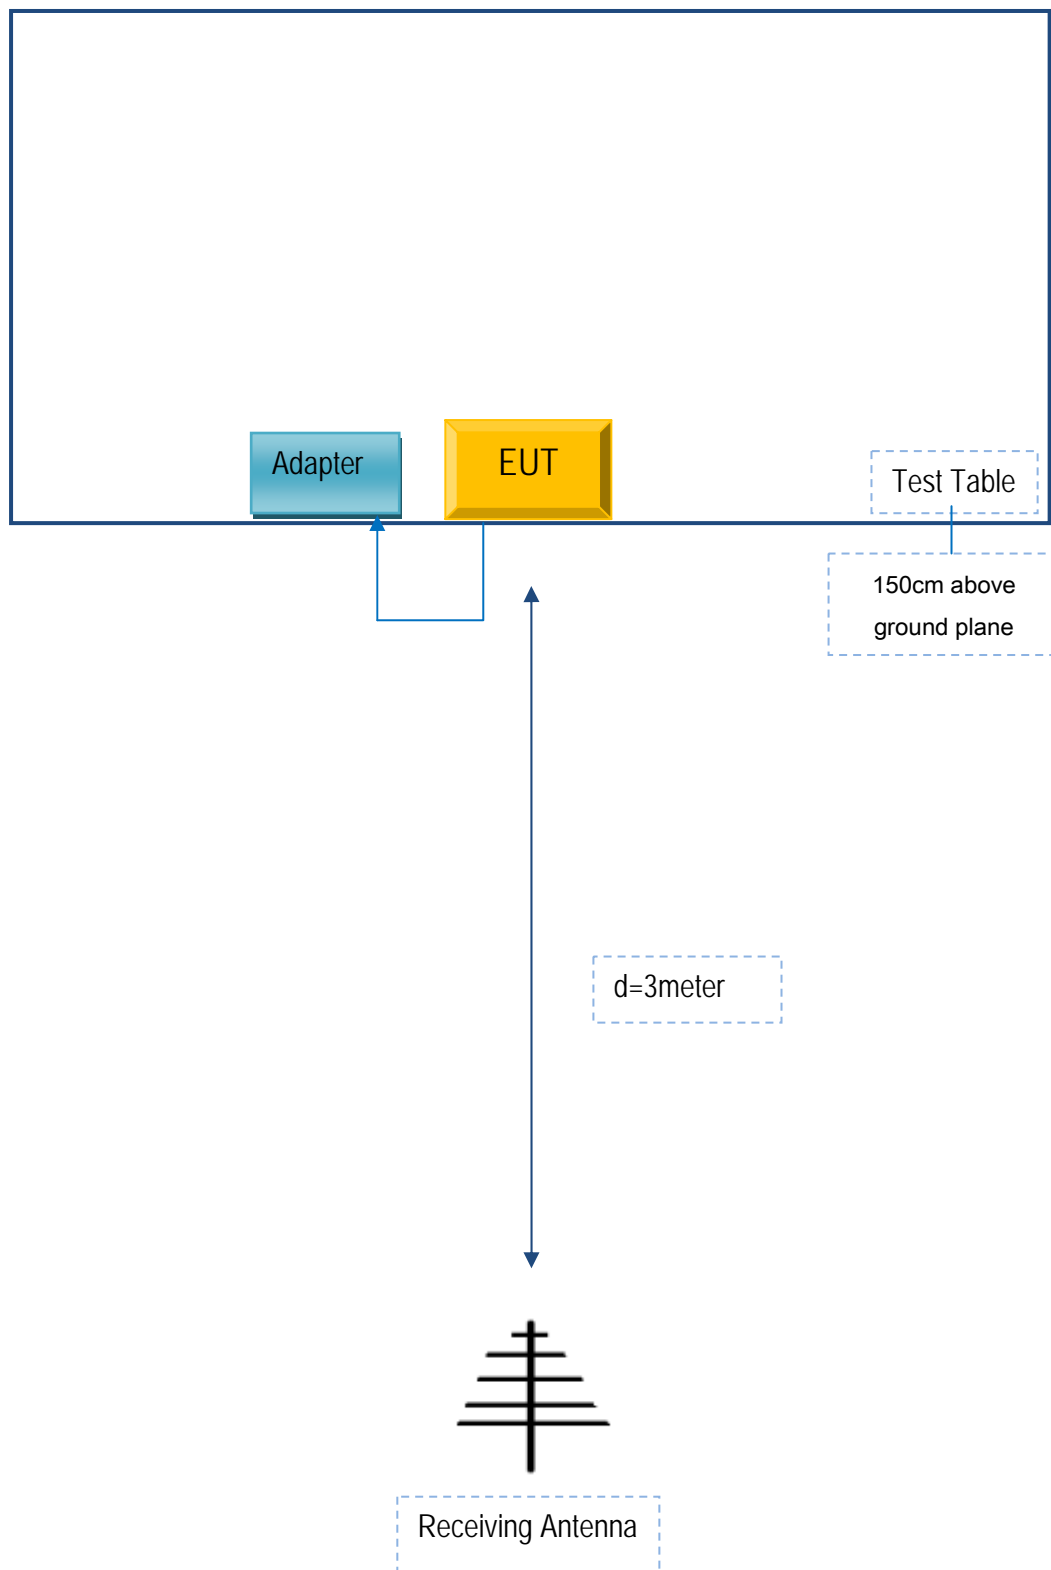 Adapter
EUT
Test Table
150cm above
ground plane
d=3meter
Receiving Antenna